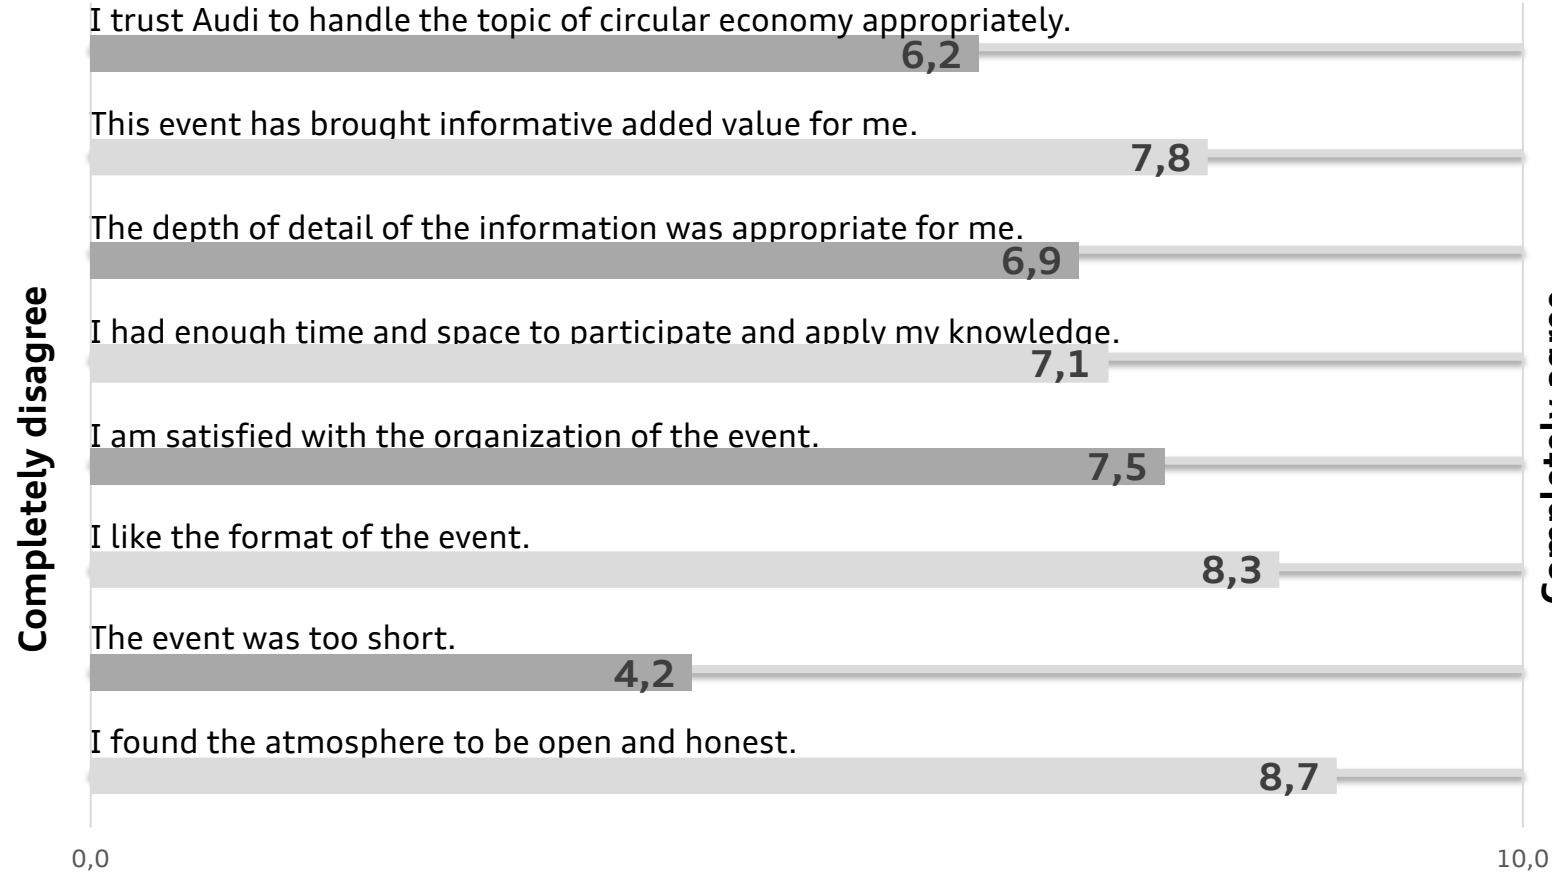 I trust Audi to handle the topic of circular economy appropriately.
6,2
This event has brought informative added value for me.
7,8
The depth of detail of the information was appropriate for me.
6,9
I had enough time and space to participate and apply my knowledge.
7,1
I am satisfied with the organization of the event.
7,5
I like the format of the event.
8,3
The event was too short.
4,2
I found the atmosphere to be open and honest.
8,7
Completely disagree
0,0
10,0